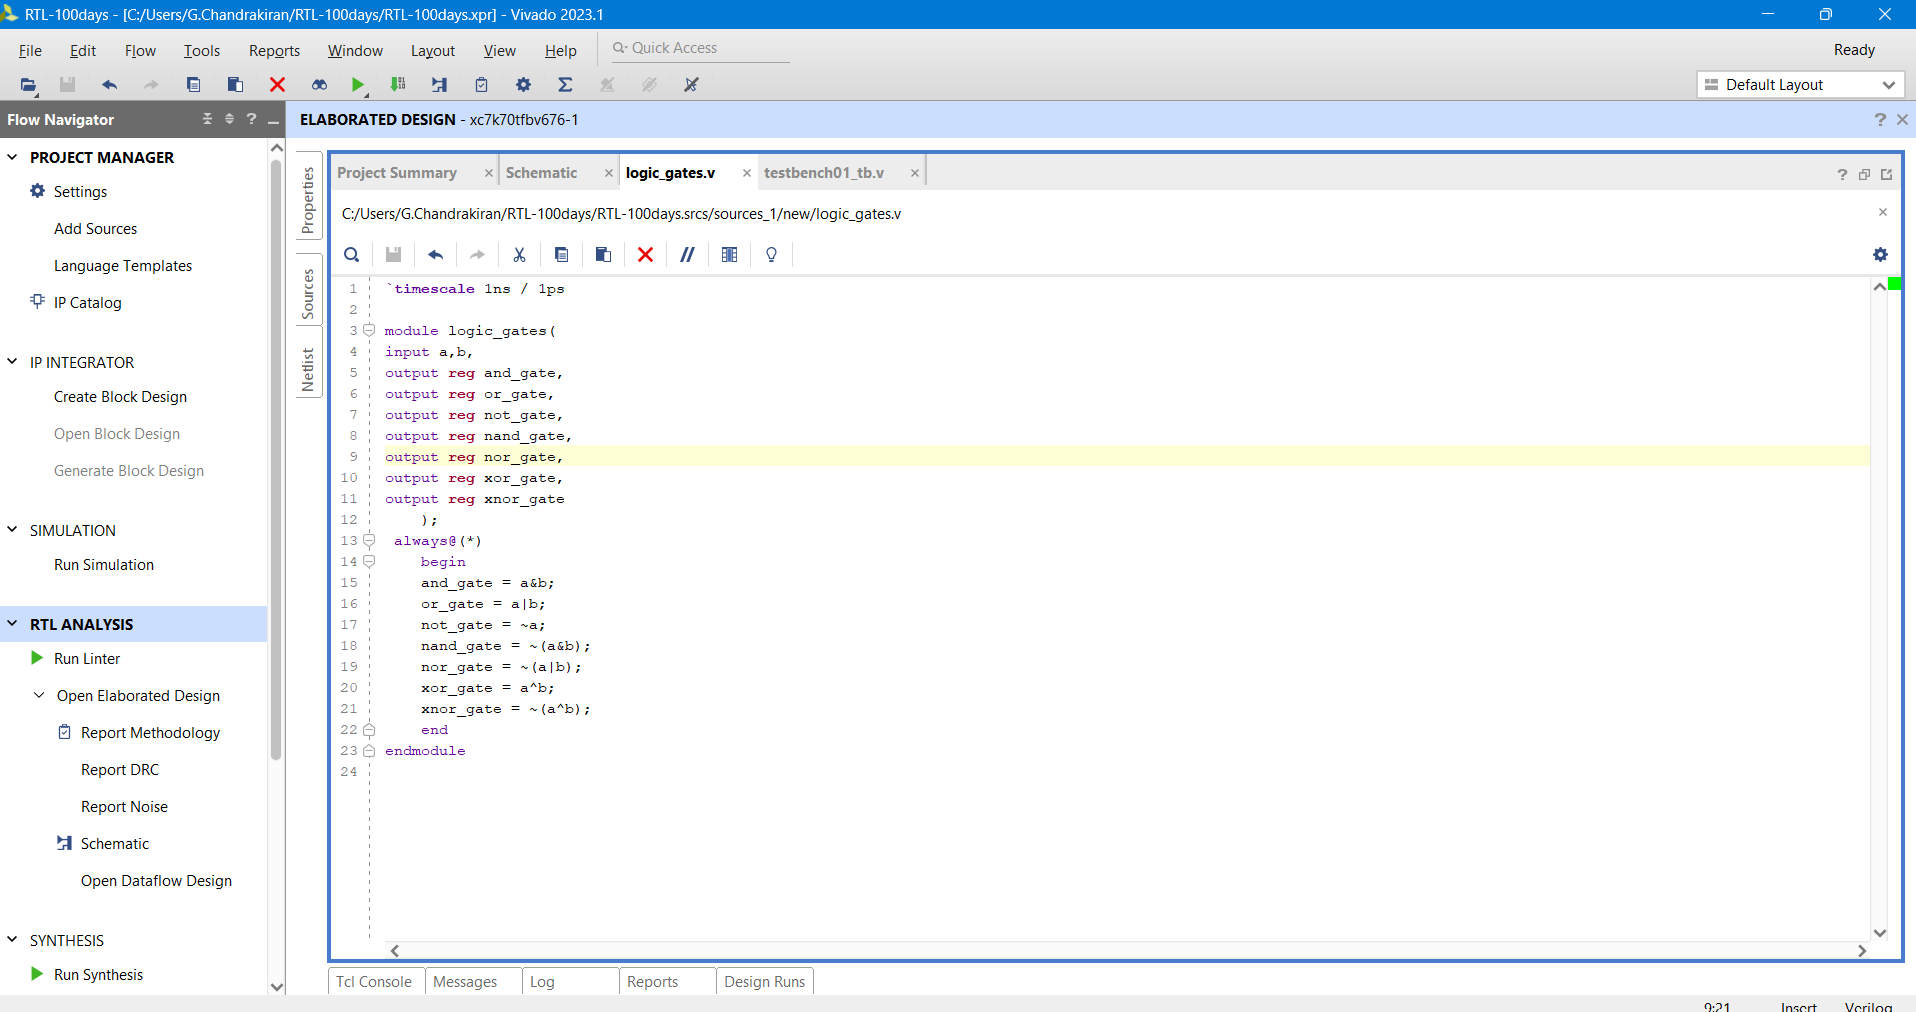 RTL-100days - [C:/Users/G.Chandrakiran/RTL-100days/RTL-100days.xpr] - Vivado 2023.1
File Edit Flow Tools Reports Window Layout View Help Quick Access Ready
Default Layout
Flow Navigator
ELABORATED DESIGN - xc7k70tfbv676-1
PROJECT MANAGER
Settings
Add Sources
Language Templates
IP Catalog
IP INTEGRATOR
Create Block Design
Open Block Design
Generate Block Design
SIMULATION
Run Simulation
RTL ANALYSIS
Run Linter
Open Elaborated Design
Report Methodology
Report DRC
Report Noise
Schematic
Open Dataflow Design
SYNTHESIS
Run Synthesis
Properties
Sources
Netlist
Project Summary Schematic logic_gates.v testbench01_tb.v
C:/Users/G.Chandrakiran/RTL-100days/RTL-100days.srcs/sources_1/new/logic_gates.v
1 `timescale 1ns / 1ps
2
3 module logic_gates(
4 input a,b,
5 output reg and_gate,
6 output reg or_gate,
7 output reg not_gate,
8 output reg nand_gate,
9 output reg nor_gate,
10 output reg xor_gate,
11 output reg xnor_gate
12 );
13 always@(*)
14 begin
15 and_gate = a&b;
16 or_gate = a|b;
17 not_gate = ~a;
18 nand_gate = ~(a&b);
19 nor_gate = ~(a|b);
20 xor_gate = a^b;
21 xnor_gate = ~(a^b);
22 end
23 endmodule
24
Tcl Console Messages Log Reports Design Runs
9:21 Insert Verilog